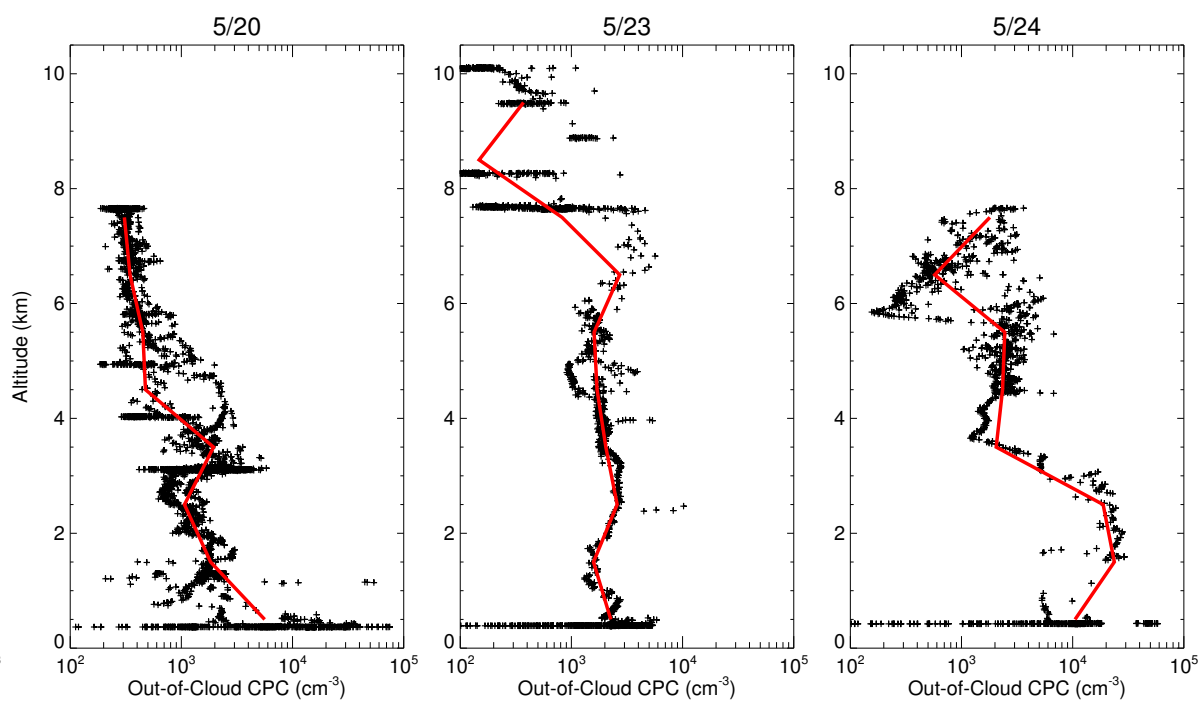 5/20 5/23 5/24
10 10 10
8 8 8
6 6 6
4 4 4
2 2 2
0 0 0
Altitude (km)
10² 10³ 10⁴ 10⁵ 10² 10³ 10⁴ 10⁵ 10² 10³ 10⁴ 10⁵
Out-of-Cloud CPC (cm⁻³) Out-of-Cloud CPC (cm⁻³) Out-of-Cloud CPC (cm⁻³)